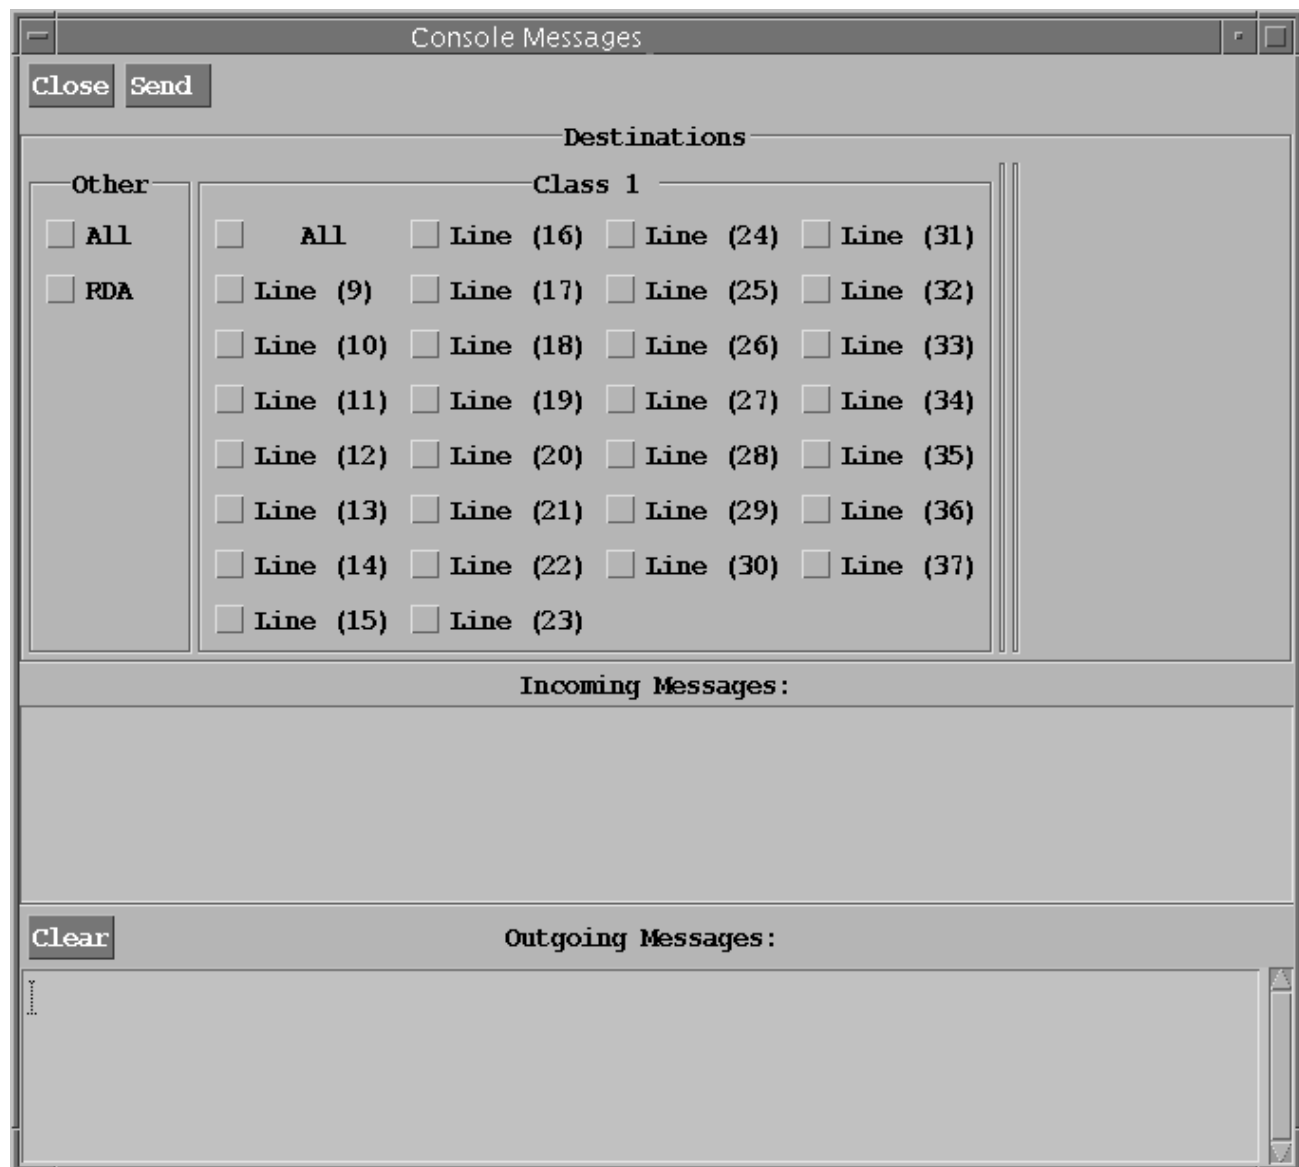 Console Messages
Close Send
Destinations
Other Class 1
All All Line (16) Line (24) Line (31)
RDA Line (9) Line (17) Line (25) Line (32)
Line (10) Line (18) Line (26) Line (33)
Line (11) Line (19) Line (27) Line (34)
Line (12) Line (20) Line (28) Line (35)
Line (13) Line (21) Line (29) Line (36)
Line (14) Line (22) Line (30) Line (37)
Line (15) Line (23)
Incoming Messages:
Clear Outgoing Messages: